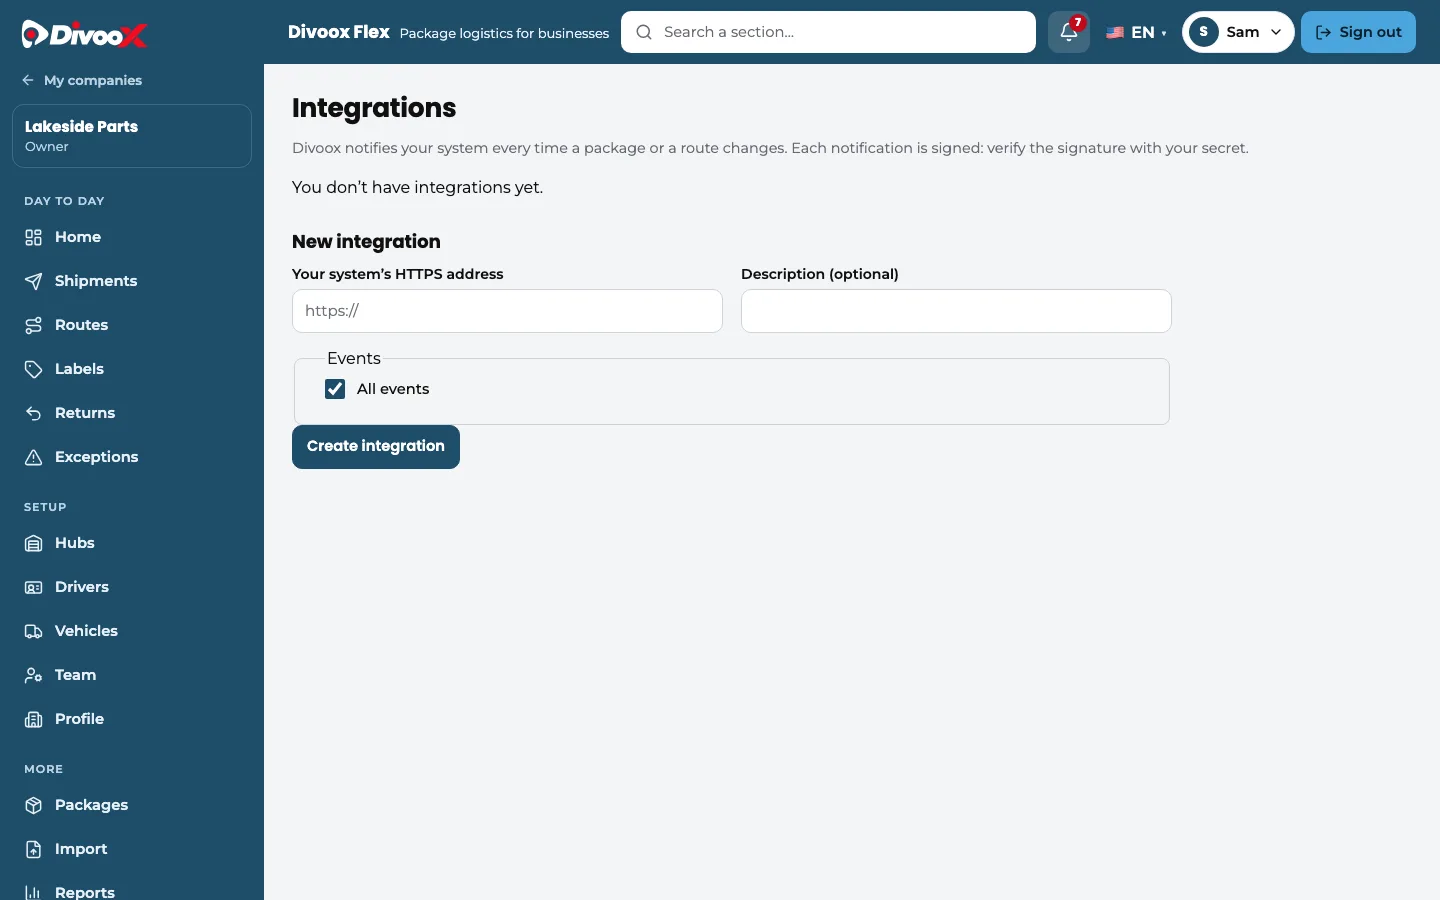 DivooX
Divoox Flex Package logistics for businesses
Search a section...
7
EN
S Sam
Sign out
My companies
Lakeside Parts
Owner
DAY TO DAY
Home
Shipments
Routes
Labels
Returns
Exceptions
SETUP
Hubs
Drivers
Vehicles
Team
Profile
MORE
Packages
Import
Reports
Integrations
Divoox notifies your system every time a package or a route changes. Each notification is signed: verify the signature with your secret.
You don’t have integrations yet.
New integration
Your system’s HTTPS address
https://
Description (optional)
Events
All events
Create integration